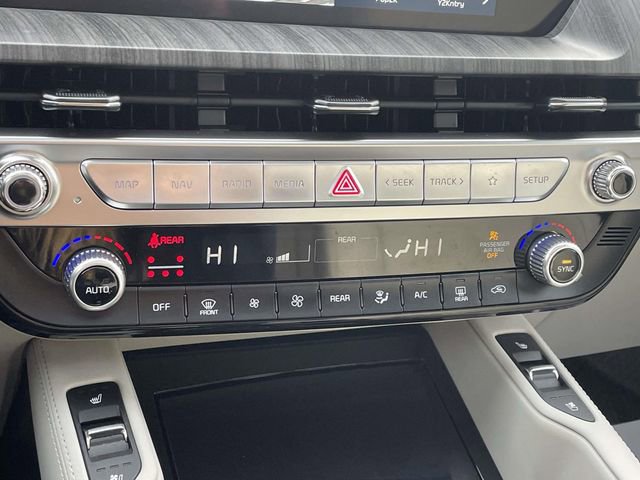 Y2Kntry
MAP NAV RADIO MEDIA < SEEK TRACK > SETUP
REAR HI REAR HI PASSENGER
AIR BAG
OFF
AUTO SYNC
OFF FRONT REAR A/C REAR